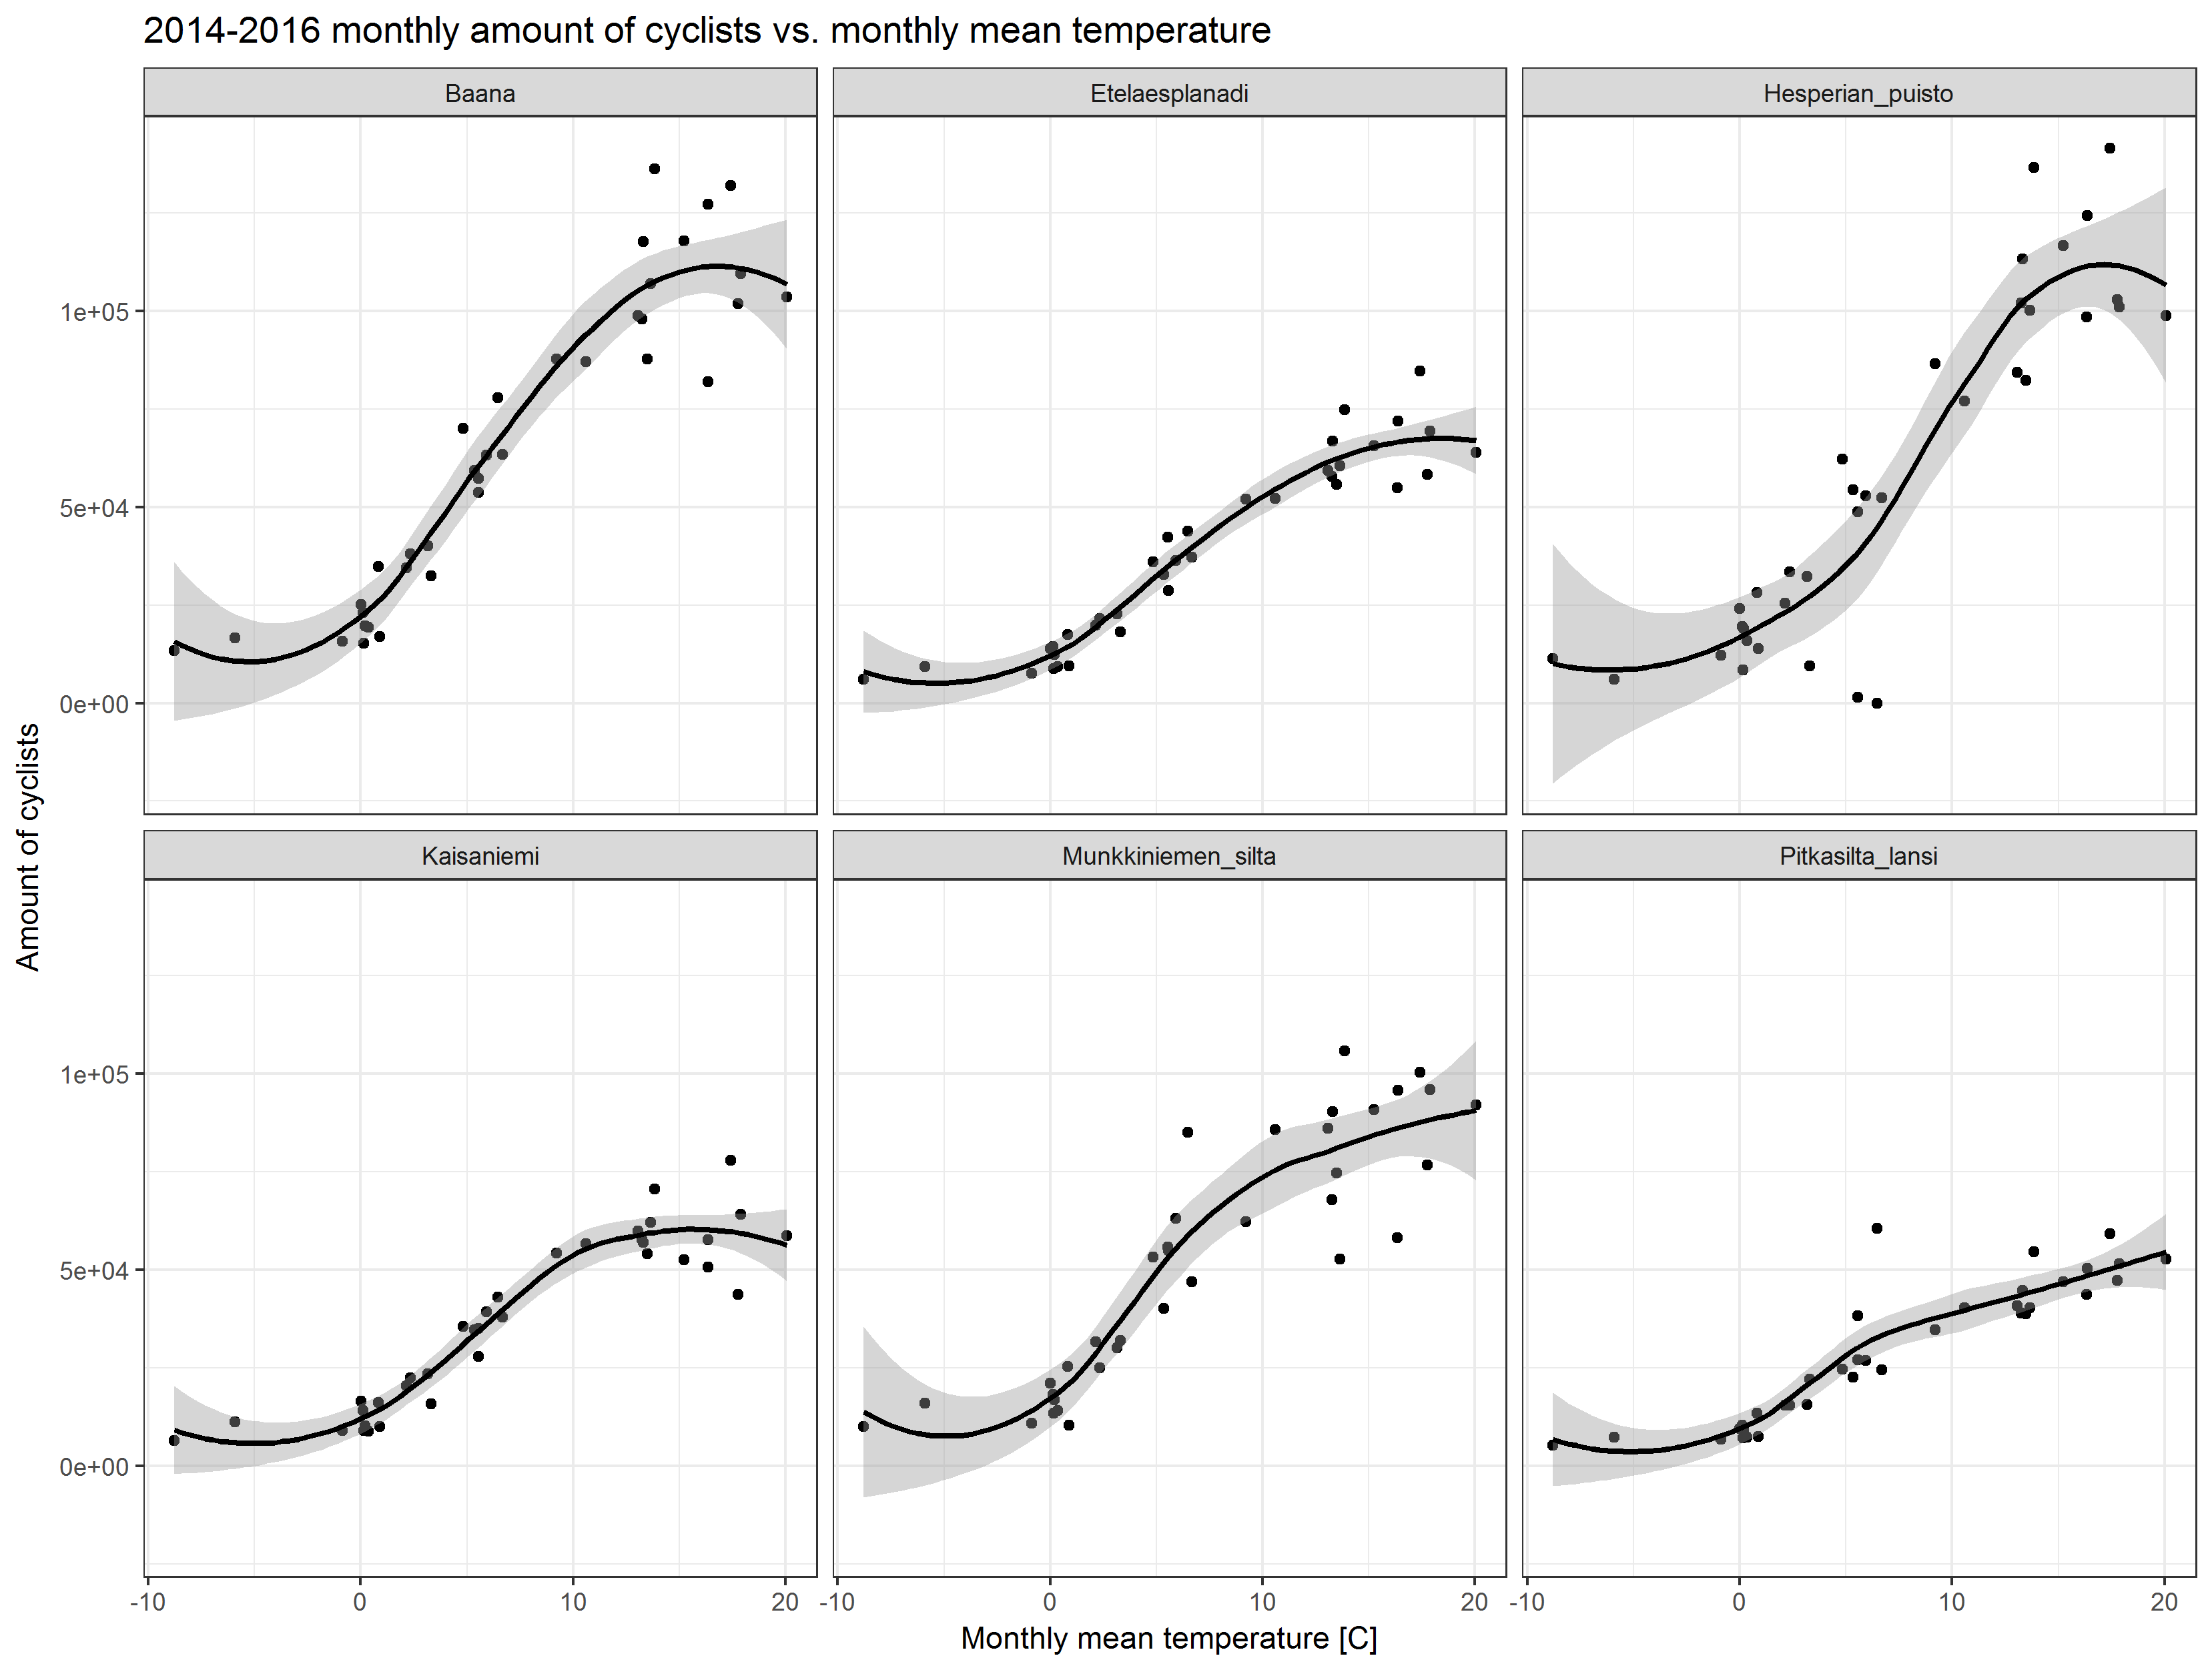 2014-2016 monthly amount of cyclists vs. monthly mean temperature
Baana
Etelaesplanadi
Hesperian_puisto
1e+05
5e+04
0e+00
Kaisaniemi
Munkkiniemen_silta
Pitkasilta_lansi
1e+05
5e+04
0e+00
Amount of cyclists
-10 0 10 20
-10 0 10 20
-10 0 10 20
Monthly mean temperature [C]